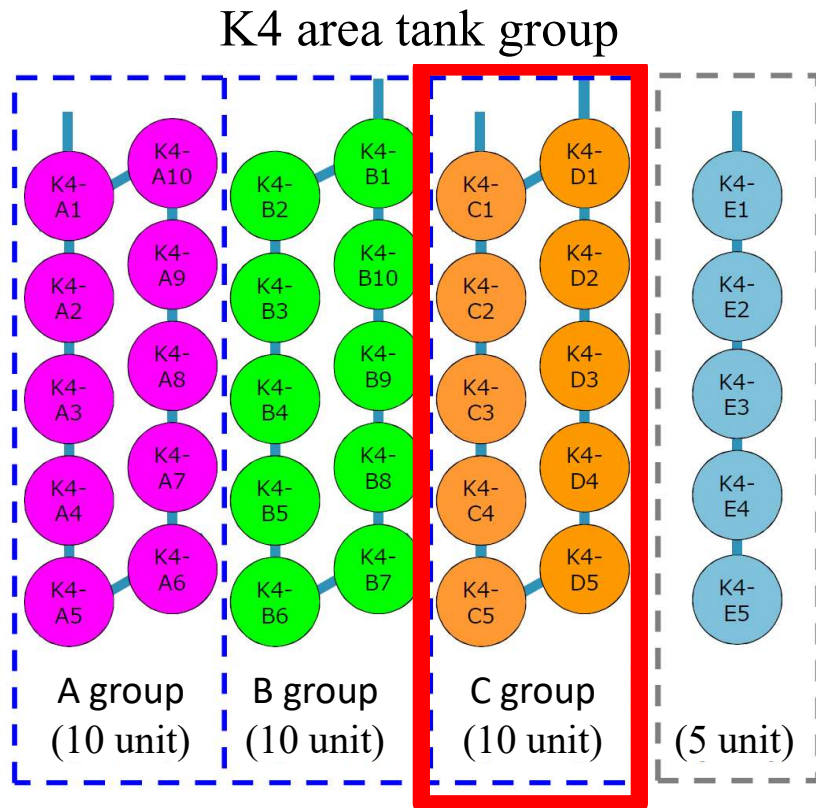 K4 area tank group
K4-
A1
K4-
A2
K4-
A3
K4-
A4
K4-
A5
K4-
A10
K4-
A9
K4-
A8
K4-
A7
K4-
A6
A group
(10 unit)
K4-
B2
K4-
B3
K4-
B4
K4-
B5
K4-
B6
K4-
B1
K4-
B10
K4-
B9
K4-
B8
K4-
B7
B group
(10 unit)
K4-
C1
K4-
C2
K4-
C3
K4-
C4
K4-
C5
K4-
D1
K4-
D2
K4-
D3
K4-
D4
K4-
D5
C group
(10 unit)
K4-
E1
K4-
E2
K4-
E3
K4-
E4
K4-
E5
(5 unit)